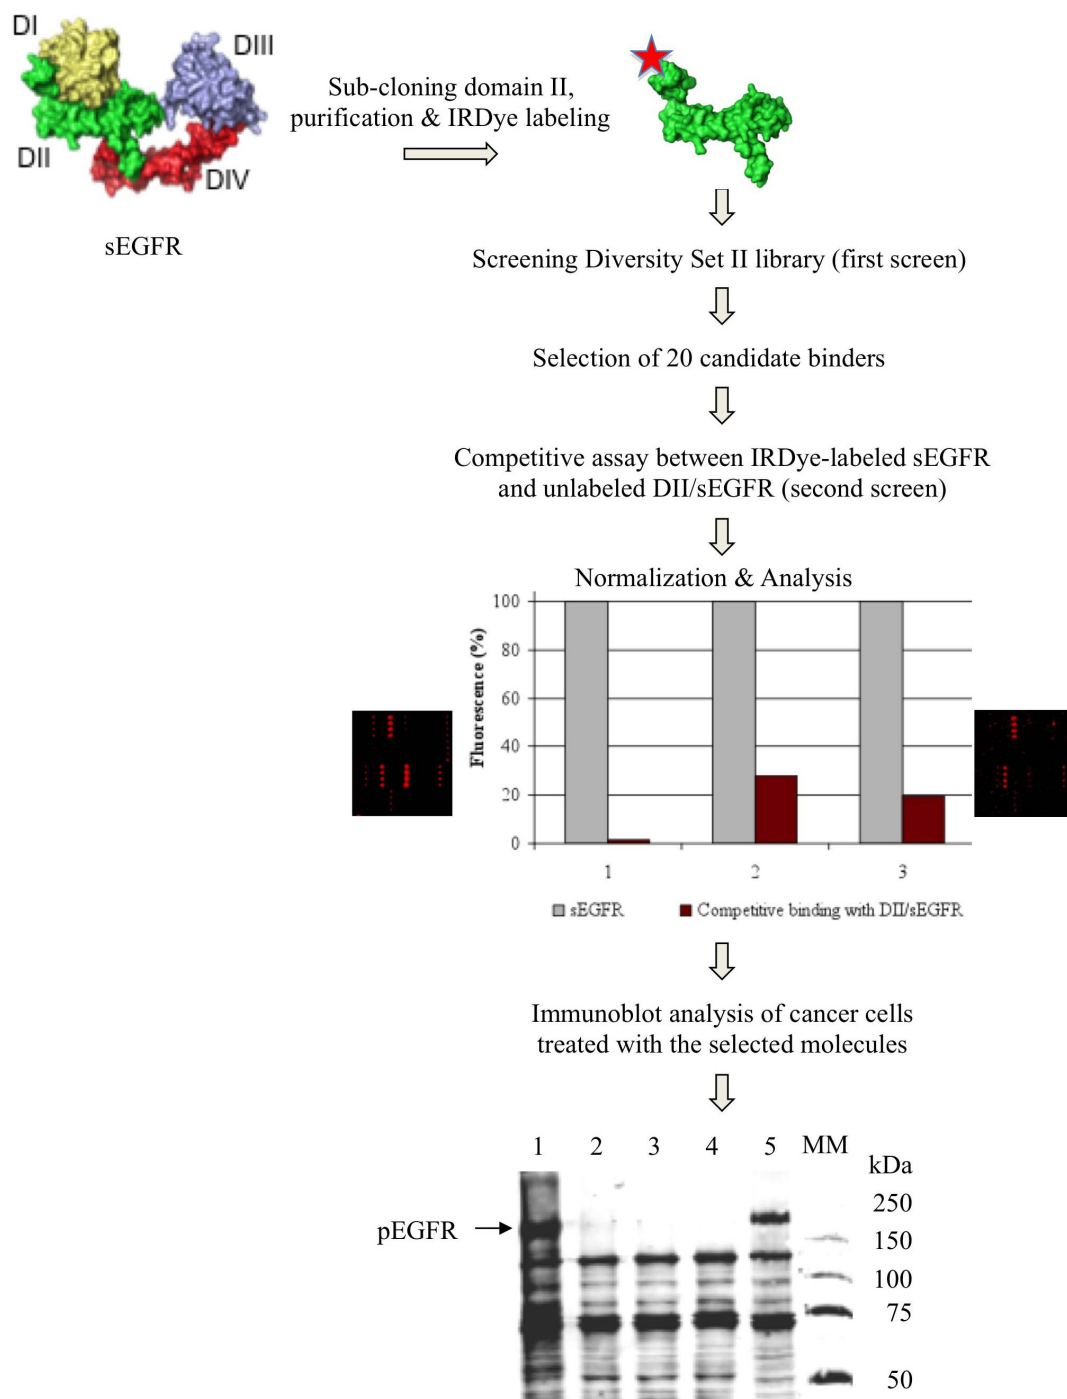 DI
DIII
DII
DIV
sEGFR
Sub-cloning domain II,
purification & IRDye labeling
Screening Diversity Set II library (first screen)
Selection of 20 candidate binders
Competitive assay between IRDye-labeled sEGFR
and unlabeled DII/sEGFR (second screen)
Normalization & Analysis
Fluorescence (%)
100
80
60
40
20
0
1 2 3
sEGFR Competitive binding with DII/sEGFR
Immunoblot analysis of cancer cells
treated with the selected molecules
1 2 3 4 5 MM
kDa
pEGFR
250
150
100
75
50